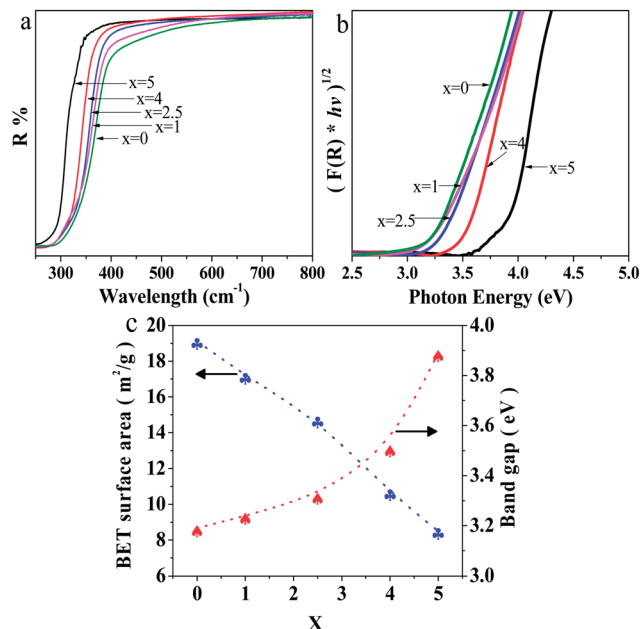 a
R %
x=5
x=4
x=2.5
x=1
x=0
300 400 500 600 700 800
Wavelength (cm⁻¹)
b
( F(R) * hν )^1/2
x=0
x=4
x=5
x=1
x=2.5
2.5 3.0 3.5 4.0 4.5 5.0
Photon Energy (eV)
c
BET surface area ( m²/g )
20
18
16
14
12
10
8
6
4.0
3.8
3.6
3.4
3.2
3.0
Band gap ( eV )
0 1 2 3 4 5
X